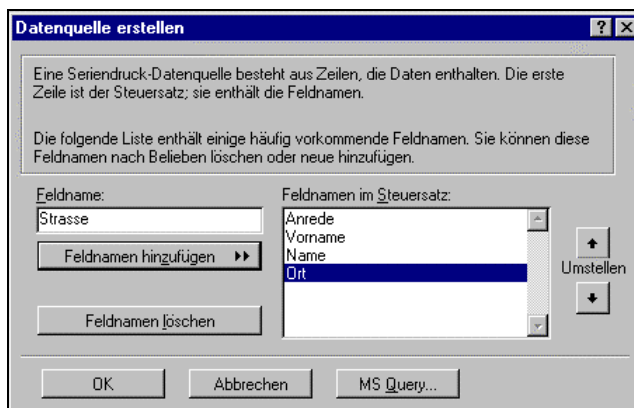 Datenquelle erstellen
Eine Seriendruck-Datenquelle besteht aus Zeilen, die Daten enthalten. Die erste
Zeile ist der Steuersatz; sie enthält die Feldnamen.
Die folgende Liste enthält einige häufig vorkommende Feldnamen. Sie können diese
Feldnamen nach Belieben löschen oder neue hinzufügen.
Feldname:
Strasse
Feldnamen hinzufügen
Feldnamen löschen
Feldnamen im Steuersatz:
Anrede
Vorname
Name
Ort
Umstellen
OK
Abbrechen
MS Query...